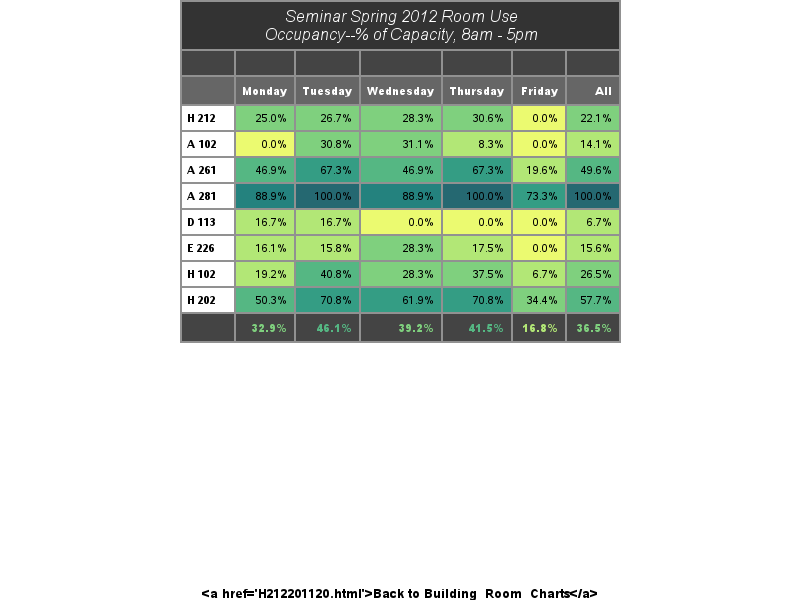 Seminar Spring 2012 Room Use
Occupancy--% of Capacity, 8am - 5pm
Monday Tuesday Wednesday Thursday Friday All
H 212 25.0% 26.7% 28.3% 30.6% 0.0% 22.1%
A 102 0.0% 30.8% 31.1% 8.3% 0.0% 14.1%
A 261 46.9% 67.3% 46.9% 67.3% 19.6% 49.6%
A 281 88.9% 100.0% 88.9% 100.0% 73.3% 100.0%
D 113 16.7% 16.7% 0.0% 0.0% 0.0% 6.7%
E 226 16.1% 15.8% 28.3% 17.5% 0.0% 15.6%
H 102 19.2% 40.8% 28.3% 37.5% 6.7% 26.5%
H 202 50.3% 70.8% 61.9% 70.8% 34.4% 57.7%
32.9% 46.1% 39.2% 41.5% 16.8% 36.5%
<a href='H212201120.html'>Back to Building Room Charts</a>